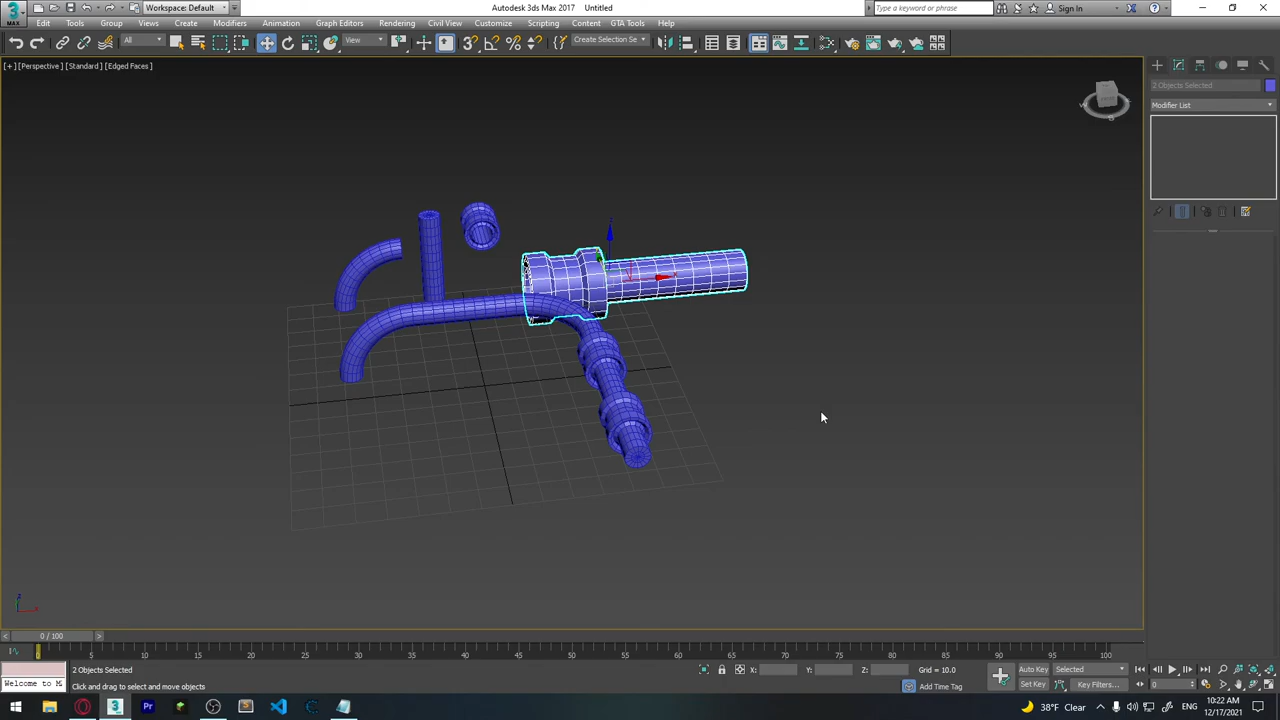 3 MAX
Workspace: Default
Autodesk 3ds Max 2017 Untitled
Type a keyword or phrase
Sign In
Edit Tools Group Views Create Modifiers Animation Graph Editors Rendering Civil View Customize Scripting Content GTA Tools Help
All View Create Selection Se
[+] [Perspective] [Standard] [Edged Faces]
2 Objects Selected
Modifier List
0 / 100
0 5 10 15 20 25 30 35 40 45 50 55 60 65 70 75 80 85 90 95 100
2 Objects Selected X: Y: Z: Grid = 10.0 Auto Key Selected
Welcome to M Click and drag to select and move objects Add Time Tag Set Key Key Filters... 0
38°F Clear ENG 10:22 AM
12/17/2021